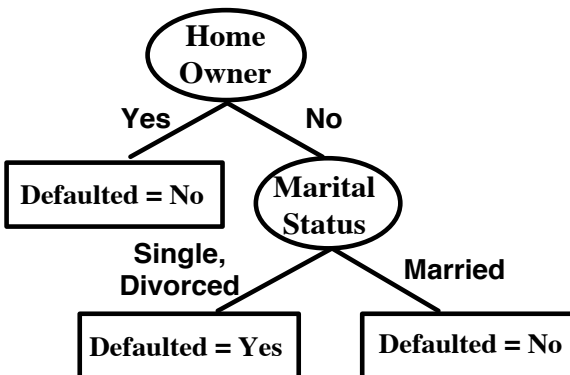 Home
Owner
Yes
No
Defaulted = No
Marital
Status
Single,
Divorced
Married
Defaulted = Yes
Defaulted = No